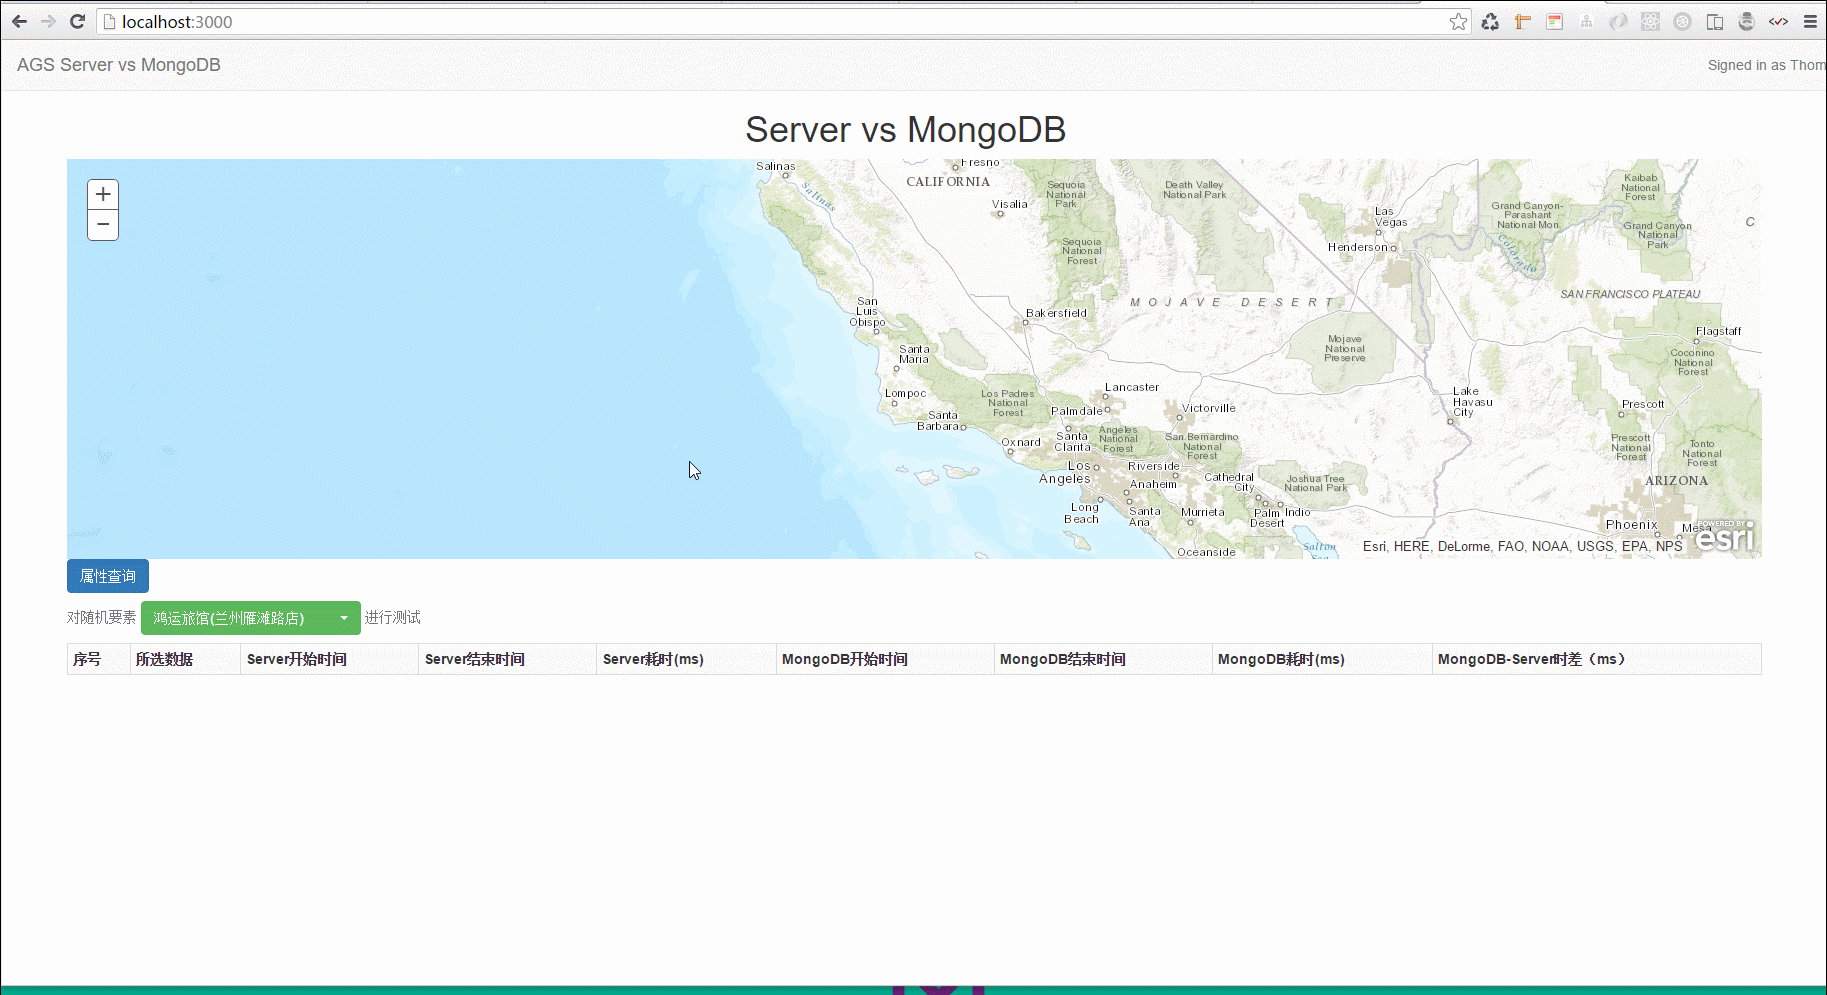 localhost:3000
AGS Server vs MongoDB
Signed in as Thom
Server vs MongoDB
+
−
Salinas
Fresno
CALIFORNIA
Salinas
Visalia
Sequoia
National
Park
Death Valley
National Park
Las
Vegas
Henderson
Kaibab
National
Forest
Grand Canyon-
Parashant
National Mon.
Grand Canyon
National
Park
C
Colorado
Sequoia
National
Forest
MOJAVE DESERT
SAN FRANCISCO PLATEAU
San
Luis
Obispo
Bakersfield
Mojave
National
Preserve
Flagstaff
Coconino
National
Forest
Santa
Maria
Lompoc
Los Padres
National
Forest
Lancaster
Palmdale
Victorville
Lake
Havasu
City
Prescott
Santa
Barbara
Oxnard
Santa
Clarita
Angeles
National
Forest
San Bernardino
National
Forest
Prescott
National
Forest
Tonto
National
Forest
Los
Angeles
Riverside
Anaheim
Cathedral
City
Joshua Tree
National Park
ARIZONA
Long
Beach
Santa
Ana
Murrieta
Palm
Desert
Indio
Phoenix
Mesa
Oceanside
Salton
Sea
Esri, HERE, DeLorme, FAO, NOAA, USGS, EPA, NPS
POWERED BY
esri
属性查询
对随机要素 鸿运旅馆(兰州雁滩路店) 进行测试
序号 所选数据 Server开始时间 Server结束时间 Server耗时(ms) MongoDB开始时间 MongoDB结束时间 MongoDB耗时(ms) MongoDB-Server时差（ms）